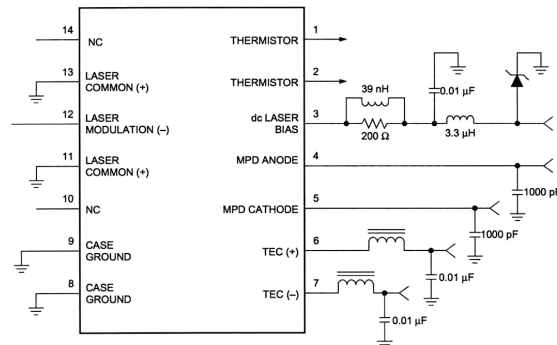 14
NC
13
LASER
COMMON (+)
12
LASER
MODULATION (–)
11
LASER
COMMON (+)
10
NC
9
CASE
GROUND
8
CASE
GROUND
1
THERMISTOR
2
THERMISTOR
3
dc LASER
BIAS
4
MPD ANODE
5
MPD CATHODE
6
TEC (+)
7
TEC (–)
39 nH
200 Ω
0.01 μF
3.3 μH
1000 pF
1000 pF
0.01 μF
0.01 μF